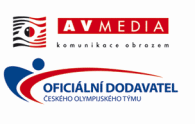 AV MEDIA
komunikace obrazem
OFICIÁLNÍ DODAVATEL
ČESKÉHO OLYMPIJSKÉHO TÝMU